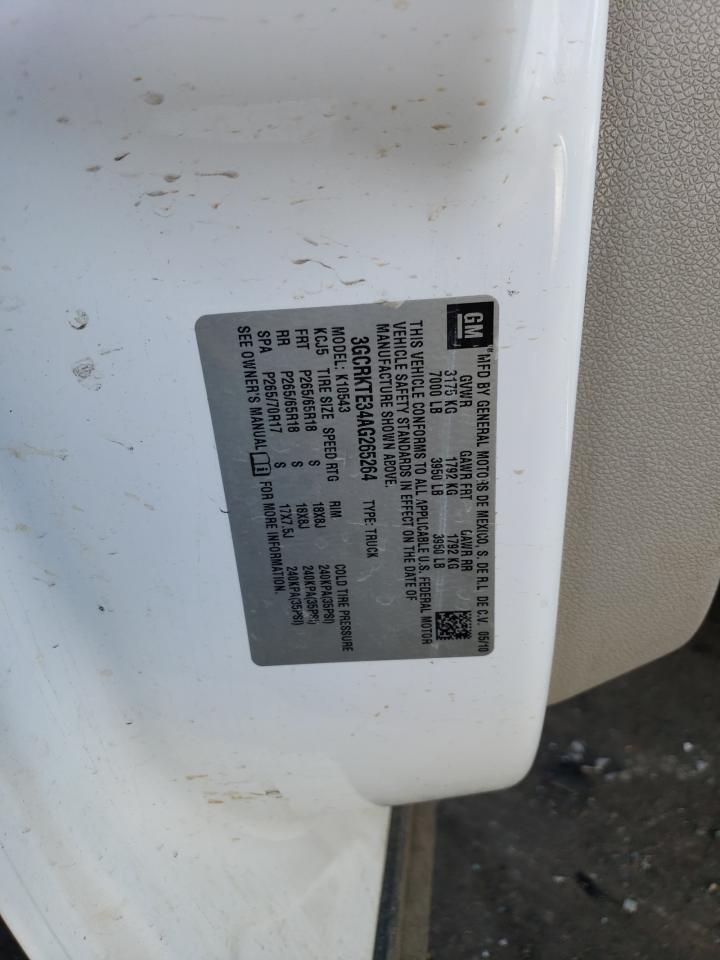 GM
MFD BY GENERAL MOTORS DE MEXICO, S. DE R.L. DE C.V. 05/10
GVWR GAWR FRT GAWR RR
3175 KG 1792 KG 1792 KG
7000 LB 3950 LB 3950 LB
THIS VEHICLE CONFORMS TO ALL APPLICABLE U.S. FEDERAL MOTOR
VEHICLE SAFETY STANDARDS IN EFFECT ON THE DATE OF
MANUFACTURE SHOWN ABOVE.
3GCRKTE34AG265264 TYPE: TRUCK
MODEL: K10543
KCJ5 TIRE SIZE SPEED RTG RIM COLD TIRE PRESSURE
FRT P265/65R18 S 18X8J 240KPA(35PSI)
RR P265/65R18 S 18X8J 240KPA(35PSI)
SPA P265/70R17 S 17X7.5J 240KPA(35PSI)
SEE OWNER'S MANUAL FOR MORE INFORMATION.